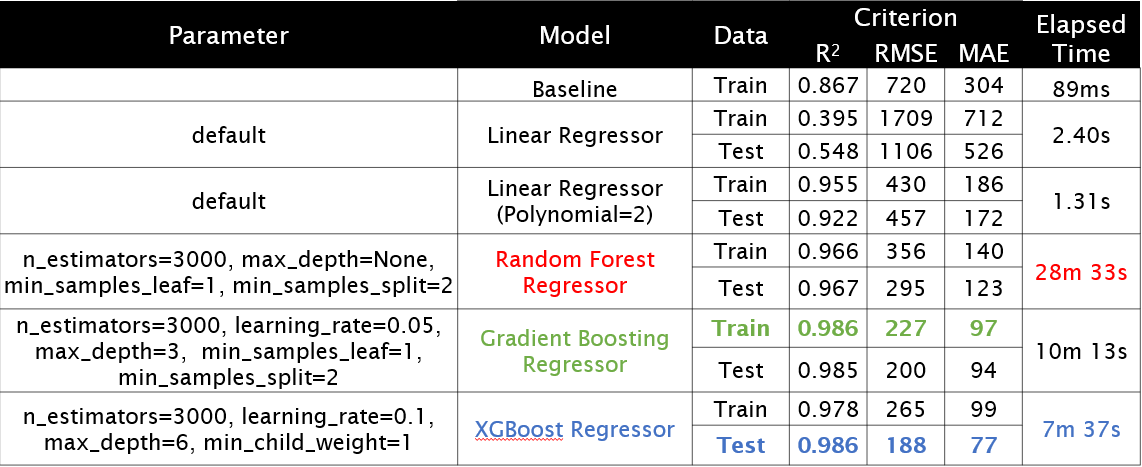 Parameter Model Data Criterion Elapsed Time
R² RMSE MAE
Baseline Train 0.867 720 304 89ms
default Linear Regressor Train 0.395 1709 712 2.40s
Test 0.548 1106 526
default Linear Regressor Train 0.955 430 186 1.31s
(Polynomial=2) Test 0.922 457 172
n_estimators=3000, max_depth=None, Random Forest Train 0.966 356 140 28m 33s
min_samples_leaf=1, min_samples_split=2 Regressor Test 0.967 295 123
n_estimators=3000, learning_rate=0.05, Gradient Boosting Train 0.986 227 97 10m 13s
max_depth=3, min_samples_leaf=1, Regressor
min_samples_split=2 Test 0.985 200 94
n_estimators=3000, learning_rate=0.1, XGBoost Regressor Train 0.978 265 99 7m 37s
max_depth=6, min_child_weight=1 Test 0.986 188 77